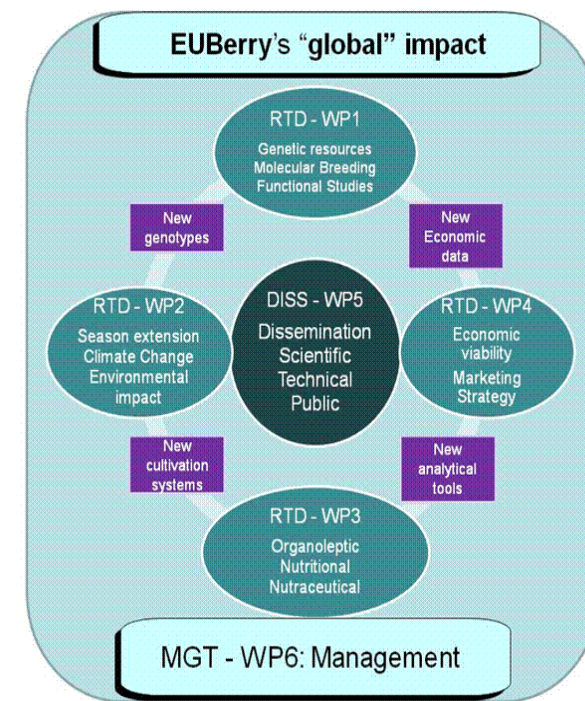 EUBerry's “global” impact
RTD - WP1
Genetic resources
Molecular Breeding
Functional Studies
New
genotypes
New
Economic
data
RTD - WP2
Season extension
Climate Change
Environmental
impact
DISS - WP5
Dissemination
Scientific
Technical
Public
RTD - WP4
Economic
viability
Marketing
Strategy
New
cultivation
systems
New
analytical
tools
RTD - WP3
Organoleptic
Nutritional
Nutraceutical
MGT - WP6: Management